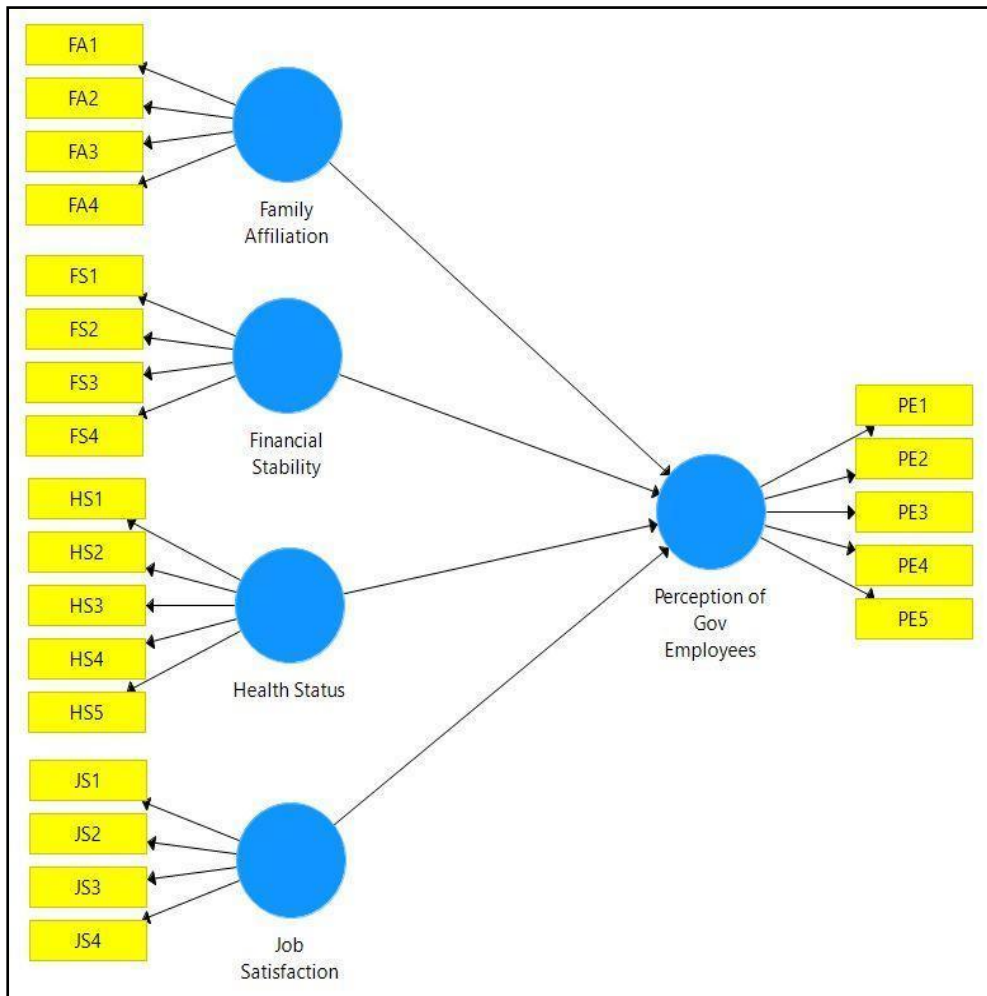 FA1
FA2
FA3
FA4
Family
Affiliation
FS1
FS2
FS3
FS4
Financial
Stability
HS1
HS2
HS3
HS4
HS5
Health Status
JS1
JS2
JS3
JS4
Job
Satisfaction
Perception of
Gov
Employees
PE1
PE2
PE3
PE4
PE5